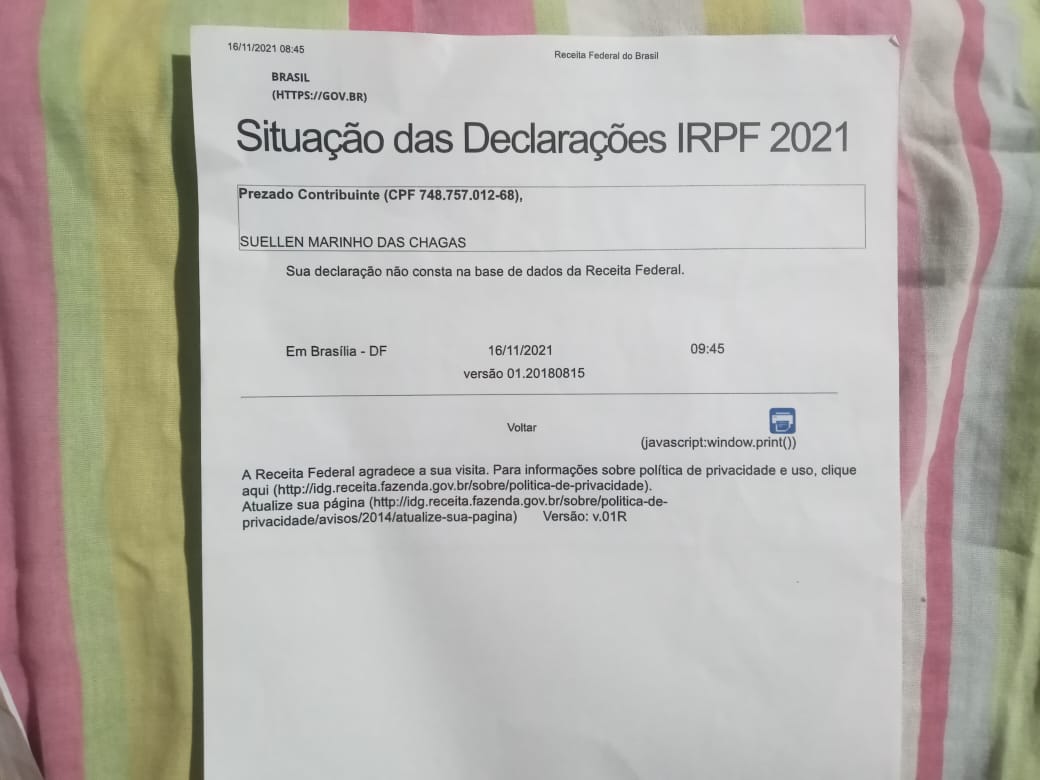 16/11/2021 08:45
Receita Federal do Brasil
BRASIL
(HTTPS://GOV.BR)
Situação das Declarações IRPF 2021
Prezado Contribuinte (CPF 748.757.012-68),
SUELLEN MARINHO DAS CHAGAS
Sua declaração não consta na base de dados da Receita Federal.
Em Brasília - DF 16/11/2021 09:45
versão 01.20180815
Voltar
(javascript:window.print())
A Receita Federal agradece a sua visita. Para informações sobre política de privacidade e uso, clique
aqui (http://idg.receita.fazenda.gov.br/sobre/politica-de-privacidade).
Atualize sua página (http://idg.receita.fazenda.gov.br/sobre/politica-de-
privacidade/avisos/2014/atualize-sua-pagina) Versão: v.01R